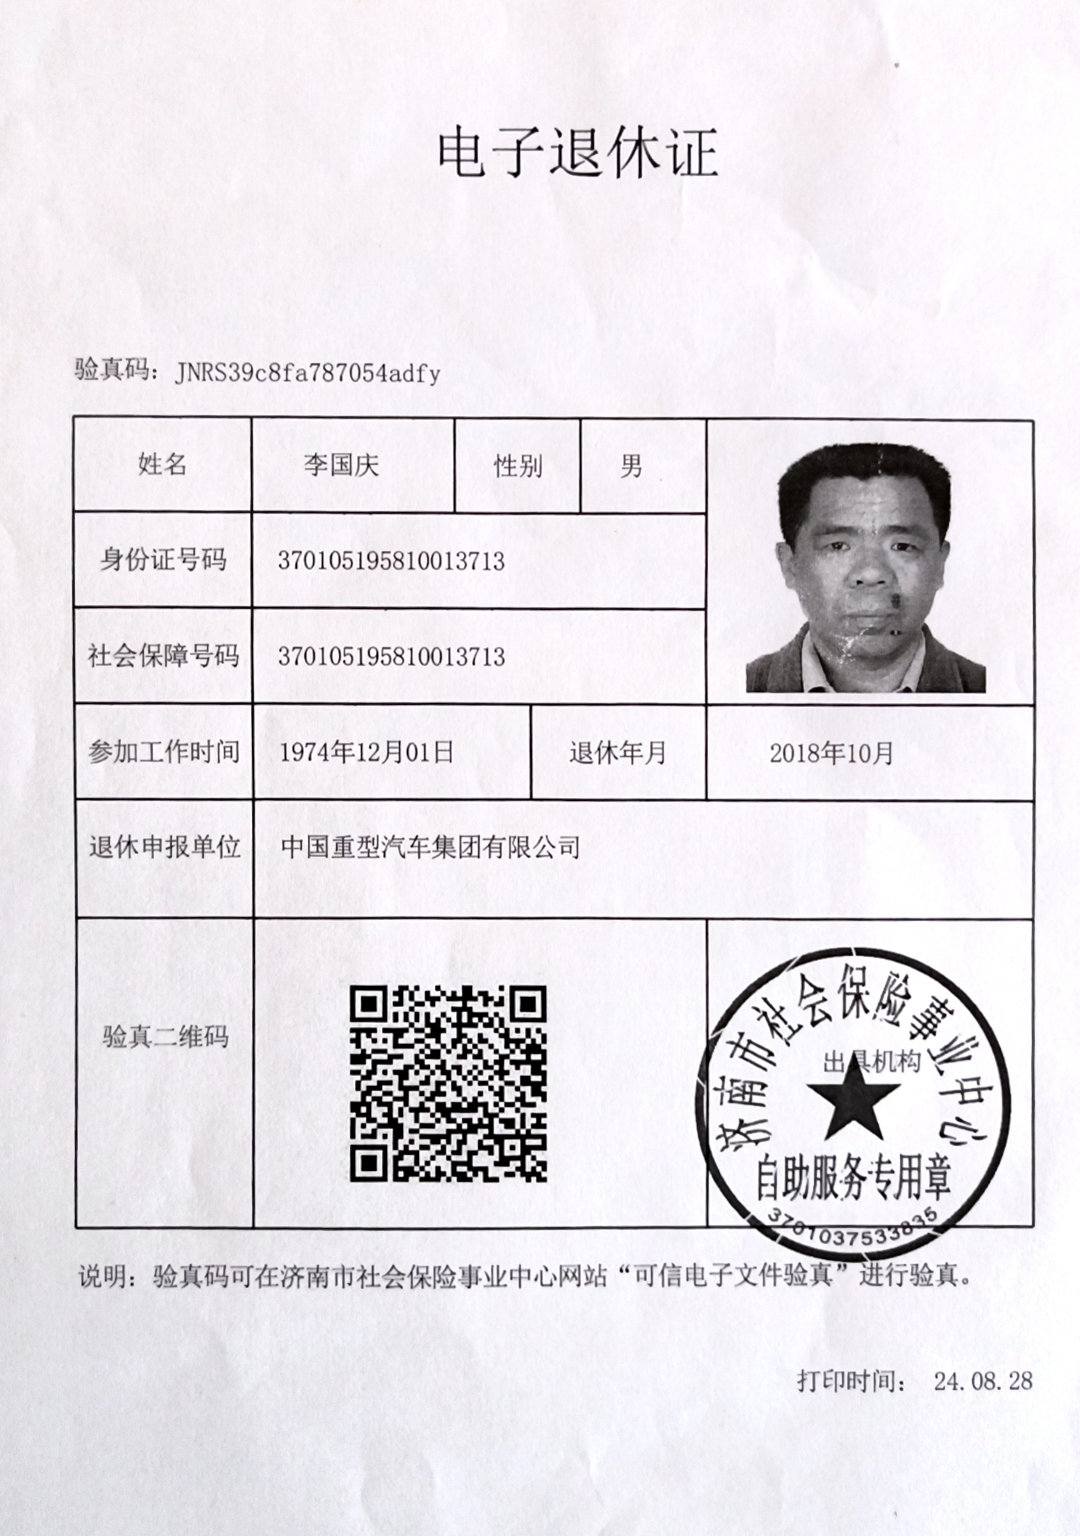 电子退休证
验真码：JNRS39c8fa787054adfy
姓名 李国庆 性别 男
身份证号码 370105195810013713
社会保障号码 370105195810013713
参加工作时间 1974年12月01日 退休年月 2018年10月
退休申报单位 中国重型汽车集团有限公司
验真二维码
济南市社会保险事业中心
出具机构
自助服务专用章
3701037533835
说明：验真码可在济南市社会保险事业中心网站“可信电子文件验真”进行验真。
打印时间： 24.08.28